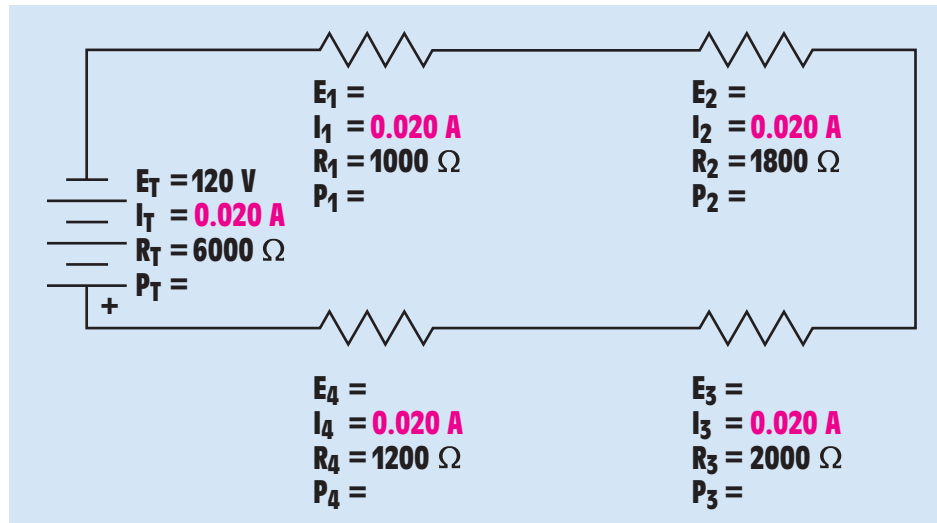 E1 =
I1 = 0.020 A
R1 = 1000 Ω
P1 =
E2 =
I2 = 0.020 A
R2 = 1800 Ω
P2 =
ET = 120 V
IT = 0.020 A
RT = 6000 Ω
PT =
+
E4 =
I4 = 0.020 A
R4 = 1200 Ω
P4 =
E3 =
I3 = 0.020 A
R3 = 2000 Ω
P3 =